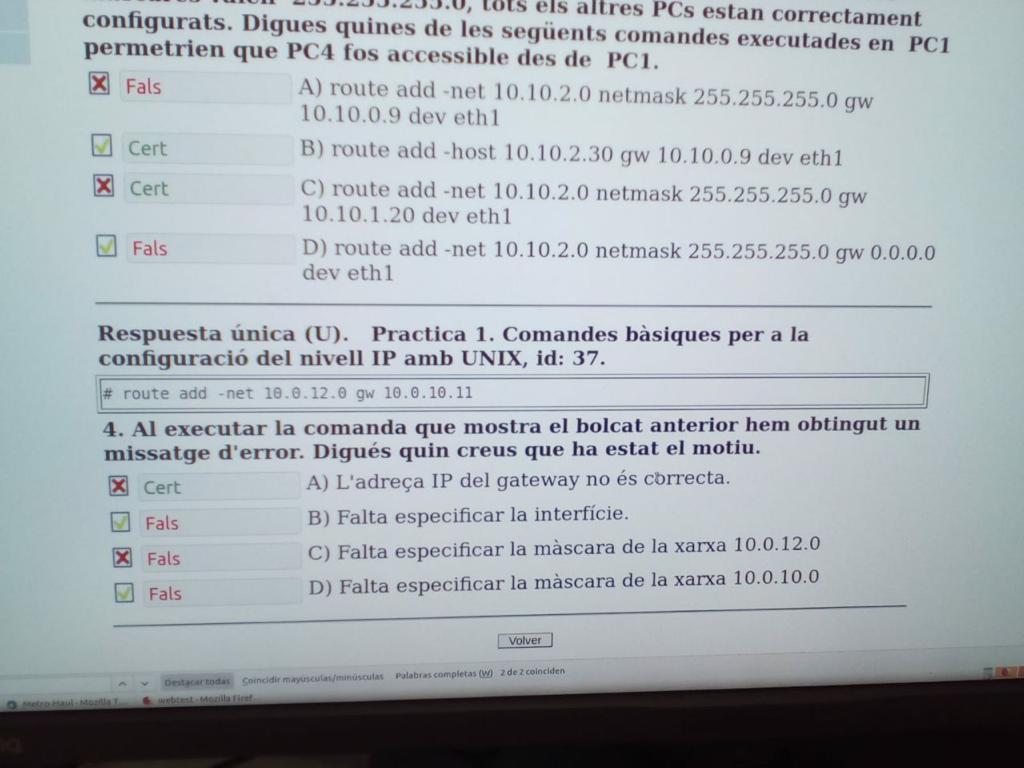 255.255.255.0, tots els altres PCs estan correctament
configurats. Digues quines de les següents comandes executades en PC1
permetrien que PC4 fos accessible des de PC1.
Fals A) route add -net 10.10.2.0 netmask 255.255.255.0 gw
10.10.0.9 dev eth1
Cert B) route add -host 10.10.2.30 gw 10.10.0.9 dev eth1
Cert C) route add -net 10.10.2.0 netmask 255.255.255.0 gw
10.10.1.20 dev eth1
Fals D) route add -net 10.10.2.0 netmask 255.255.255.0 gw 0.0.0.0
dev eth1
Respuesta única (U). Practica 1. Comandes bàsiques per a la
configuració del nivell IP amb UNIX, id: 37.
# route add -net 10.0.12.0 gw 10.0.10.11
4. Al executar la comanda que mostra el bolcat anterior hem obtingut un
missatge d'error. Digués quin creus que ha estat el motiu.
Cert A) L'adreça IP del gateway no és correcta.
Fals B) Falta especificar la interfície.
Fals C) Falta especificar la màscara de la xarxa 10.0.12.0
Fals D) Falta especificar la màscara de la xarxa 10.0.10.0
Volver
Destacar todas Coincidir mayúsculas/minúsculas Palabras completas (W) 2 de 2 coinciden
Metro-Haul - Mozilla T... webtest - Mozilla Firef...